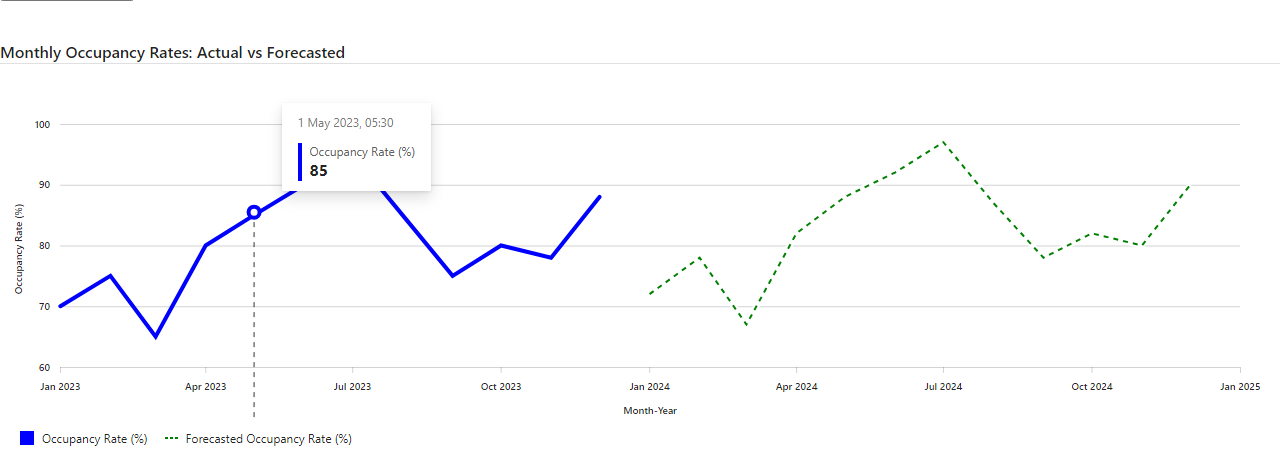 Monthly Occupancy Rates: Actual vs Forecasted
1 May 2023, 05:30
Occupancy Rate (%)
85
100
90
80
70
60
Occupancy Rate (%)
Jan 2023
Apr 2023
Jul 2023
Oct 2023
Jan 2024
Apr 2024
Jul 2024
Oct 2024
Jan 2025
Month-Year
Occupancy Rate (%)
Forecasted Occupancy Rate (%)